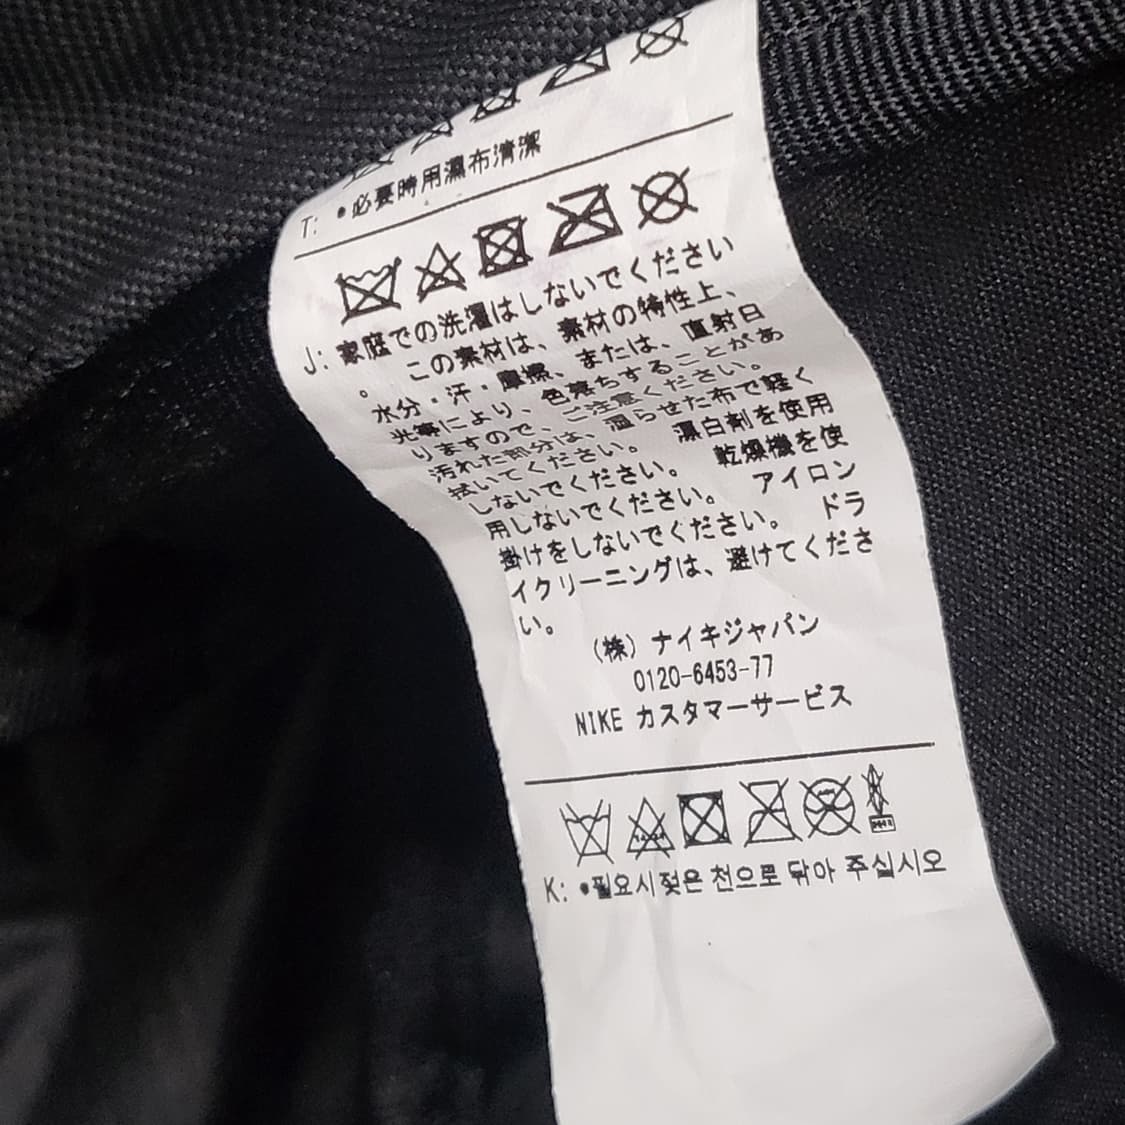 T: •必要時用濕布清潔
J: 家庭での洗濯はしないでください
。 この素材は、素材の特性上、
水分・汗・摩擦、または、直射日
光等により、色落ちすることがあ
りますので、ご注意ください。
汚れた部分は、湿らせた布で軽く
拭いてください。 漂白剤を使用
しないでください。 乾燥機を使
用しないでください。 アイロン
掛けをしないでください。 ドラ
イクリーニングは、避けてくださ
い。
(株) ナイキジャパン
0120-6453-77
NIKE カスタマーサービス
K: •필요시젖은 천으로 닦아 주십시오